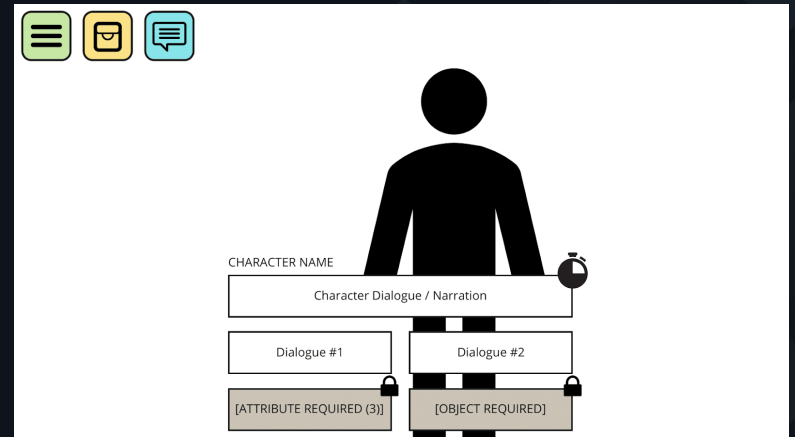 CHARACTER NAME
Character Dialogue / Narration
Dialogue #1
Dialogue #2
[ATTRIBUTE REQUIRED (3)]
[OBJECT REQUIRED]